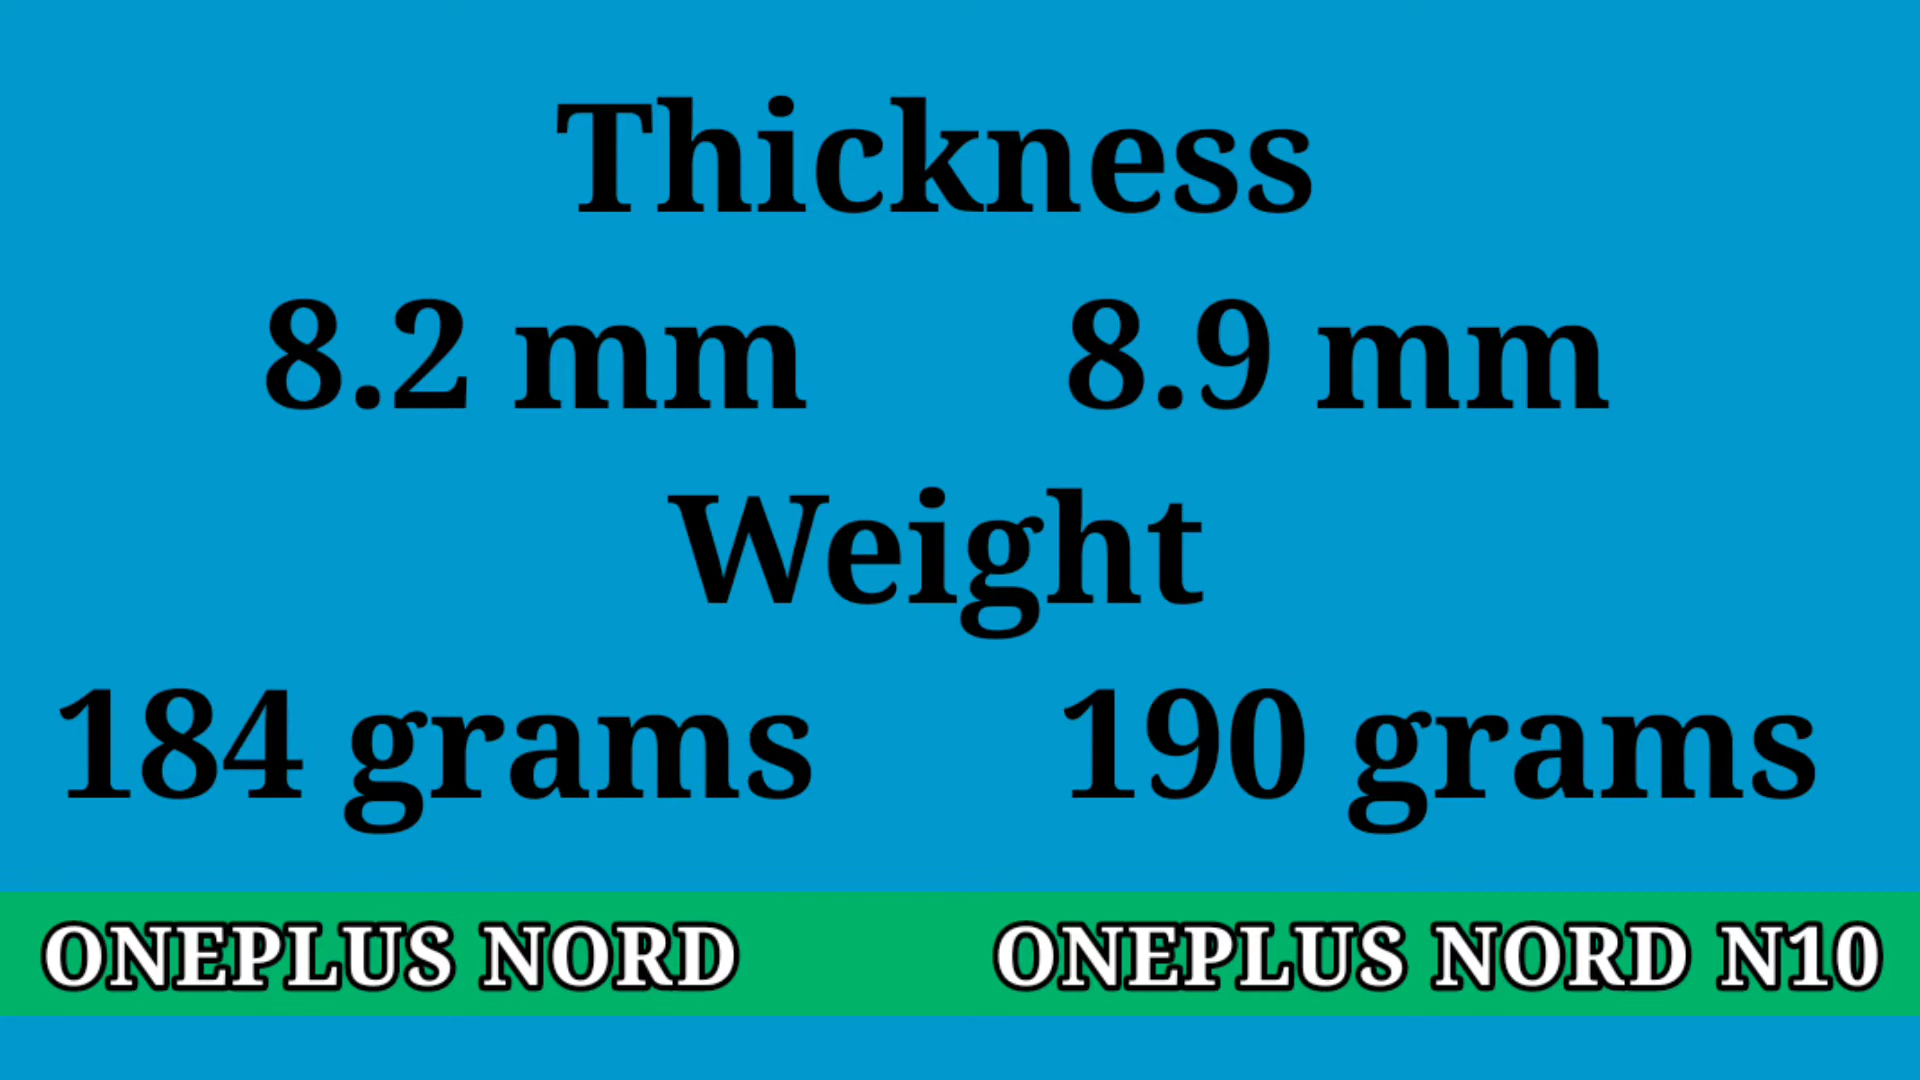 Thickness
8.2 mm 8.9 mm
Weight
184 grams 190 grams
ONEPLUS NORD ONEPLUS NORD N10